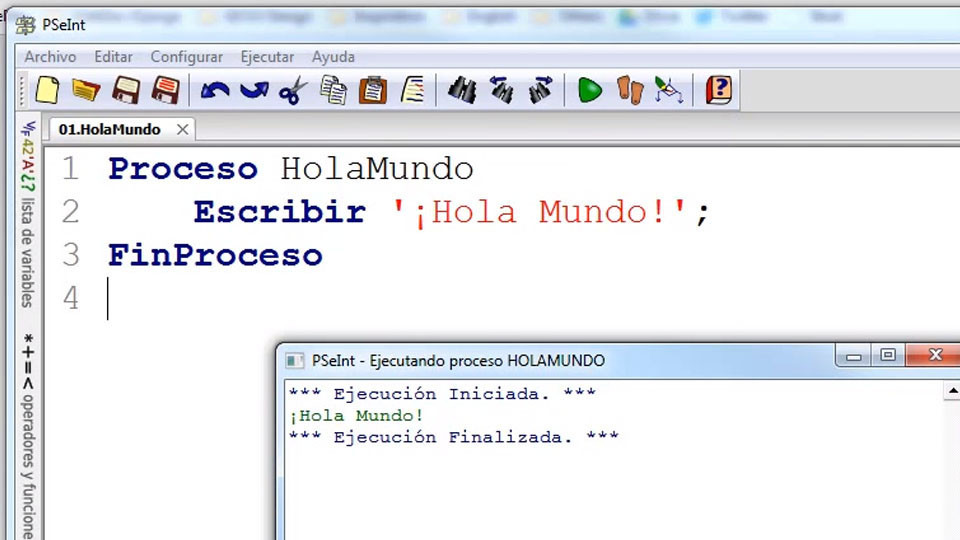 PSeInt
Archivo Editar Configurar Ejecutar Ayuda
01.HolaMundo
1 Proceso HolaMundo
2 Escribir '¡Hola Mundo!';
3 FinProceso
4
lista de variables
*+=< operadores y funcione
PSeInt - Ejecutando proceso HOLAMUNDO
*** Ejecución Iniciada. ***
¡Hola Mundo!
*** Ejecución Finalizada. ***